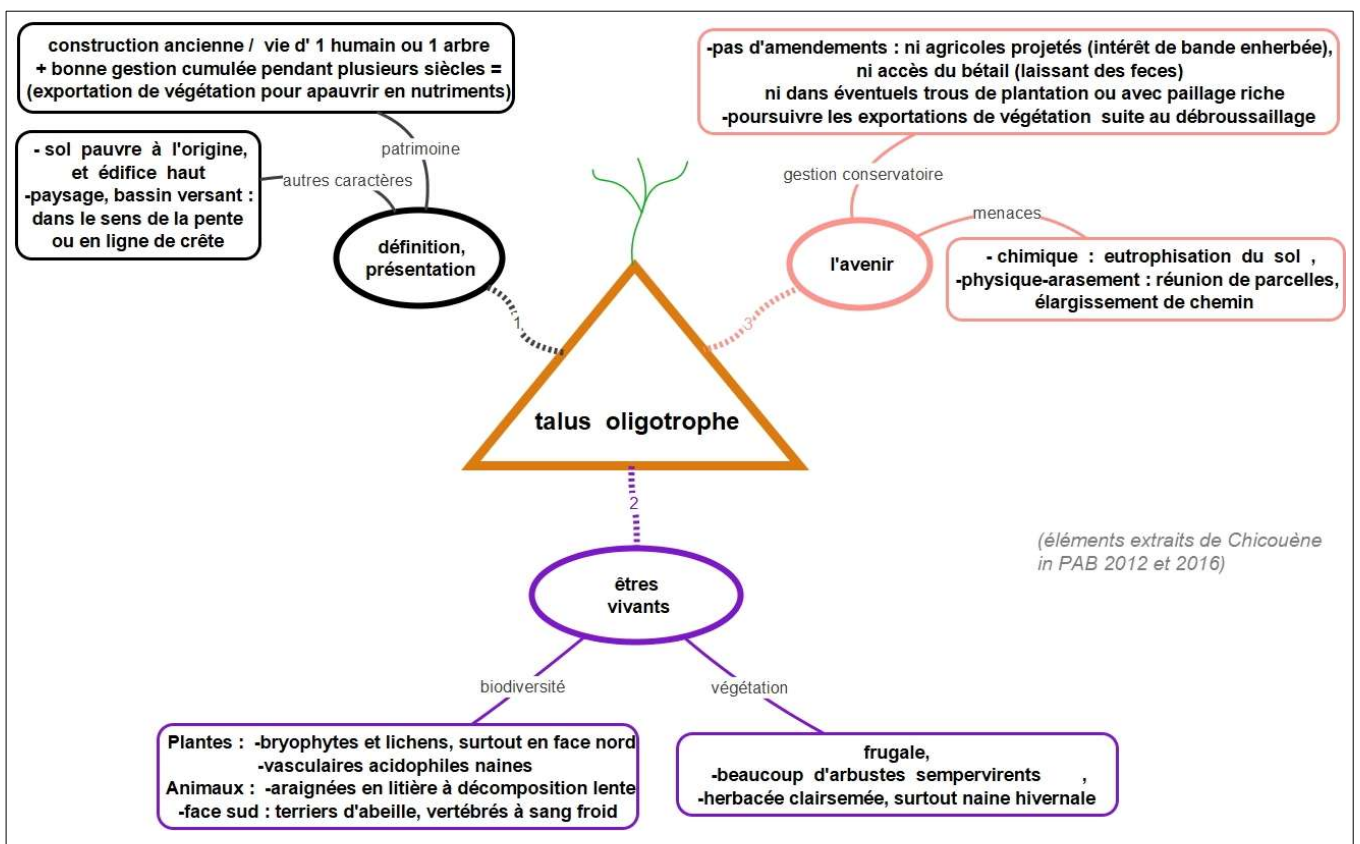 construction ancienne / vie d' 1 humain ou 1 arbre
+ bonne gestion cumulée pendant plusieurs siècles =
(exportation de végétation pour apauvrir en nutriments)
patrimoine
- sol pauvre à l'origine,
et édifice haut
-paysage, bassin versant :
dans le sens de la pente
ou en ligne de crête
autres caractères
définition,
présentation
1
-pas d'amendements : ni agricoles projetés (intérêt de bande enherbée),
ni accès du bétail (laissant des feces)
ni dans éventuels trous de plantation ou avec paillage riche
-poursuivre les exportations de végétation suite au débroussaillage
gestion conservatoire
menaces
l'avenir
- chimique : eutrophisation du sol ,
-physique-arasement : réunion de parcelles,
élargissement de chemin
3
talus oligotrophe
2
êtres
vivants
(éléments extraits de Chicouène
in PAB 2012 et 2016)
biodiversité
végétation
Plantes : -bryophytes et lichens, surtout en face nord
-vasculaires acidophiles naines
Animaux : -araignées en litière à décomposition lente
-face sud : terriers d'abeille, vertébrés à sang froid
frugale,
-beaucoup d'arbustes sempervirents ,
-herbacée clairsemée, surtout naine hivernale